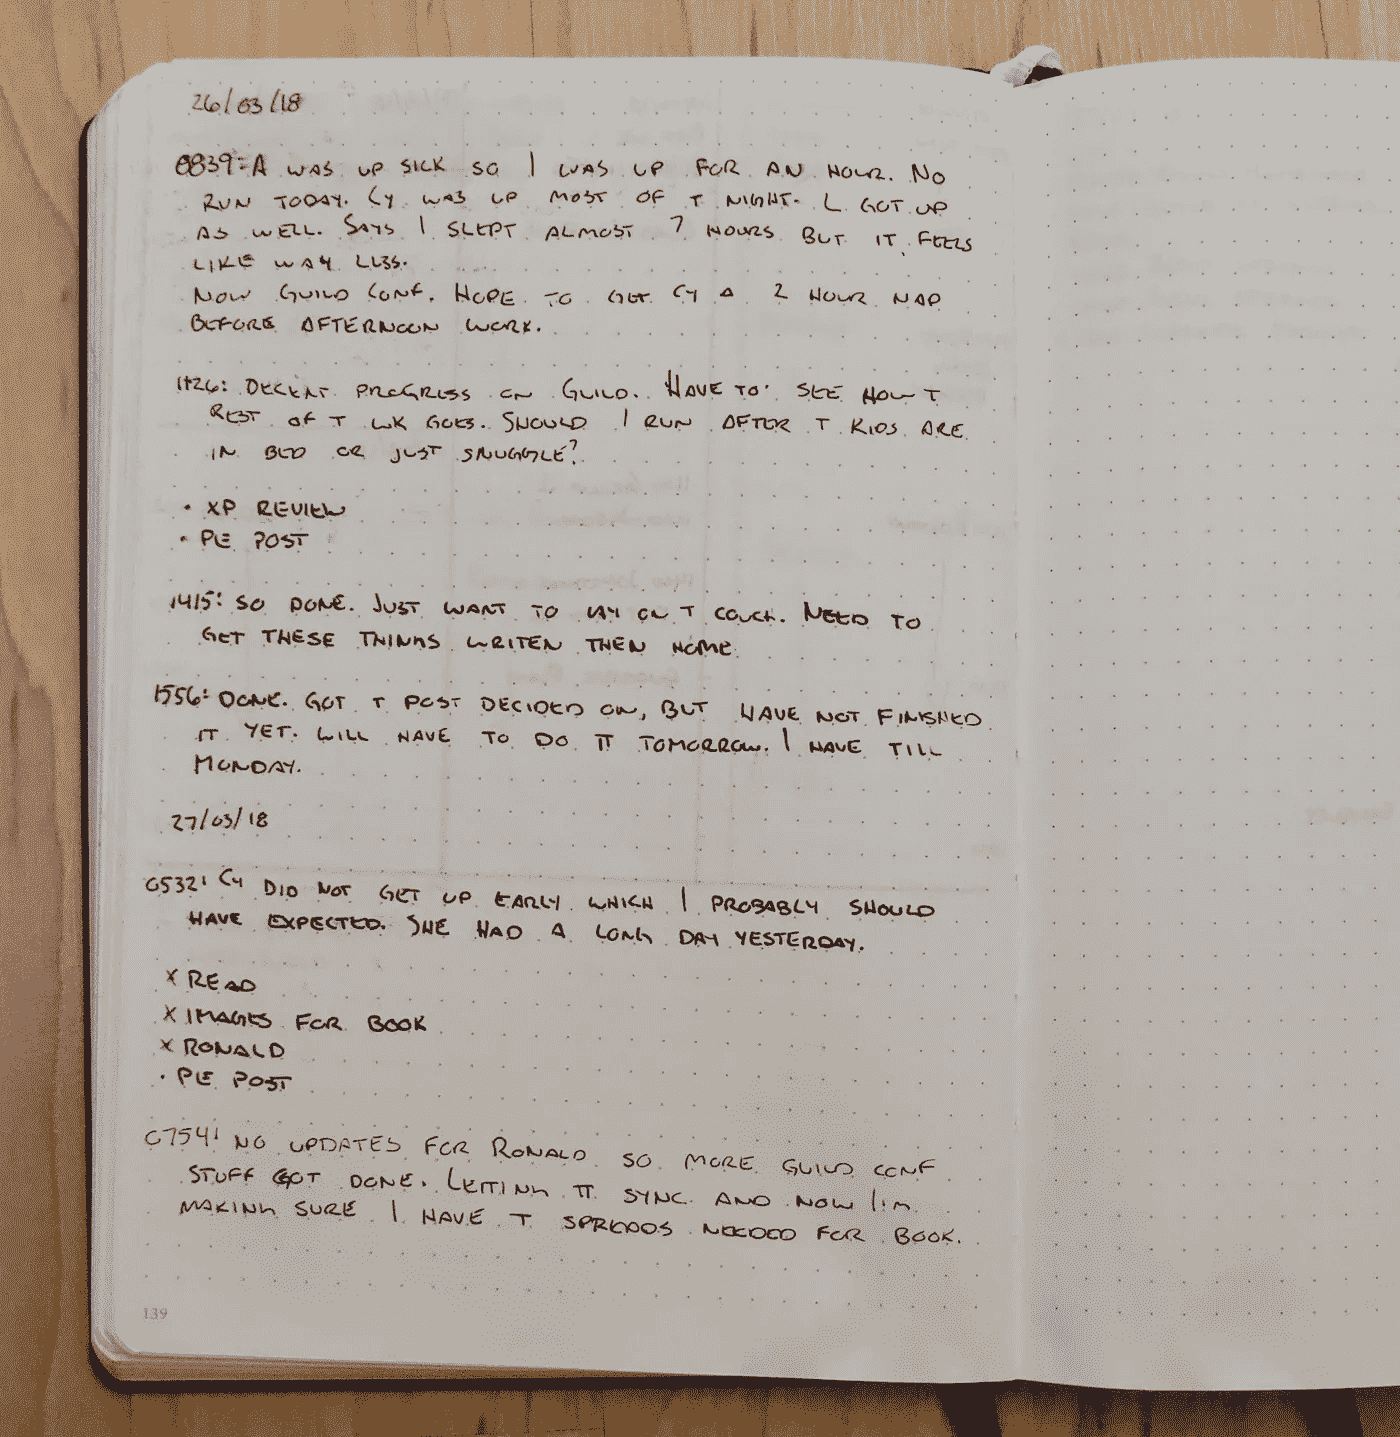 26/03/18
0839: A WAS UP SICK SO I WAS UP FOR AN HOUR. NO
RUN TODAY. CY WAS UP MOST OF T NIGHT. L GOT UP
AS WELL. SAYS I SLEPT ALMOST 7 HOURS BUT IT FEELS
LIKE WAY LESS.
NOW GUILD CONF. HOPE TO GET CY A 2 HOUR NAP
BEFORE AFTERNOON WORK.
1126: DECENT PROGRESS ON GUILD. HAVE TO SEE HOW T
REST OF T WK GOES. SHOULD I RUN AFTER T KIDS ARE
IN BED OR JUST SNUGGLE?
• XP REVIEW
• PE POST
1415: SO DONE. JUST WANT TO LAY ON T COUCH. NEED TO
GET THESE THINGS WRITEN THEN HOME.
1556: DONE. GOT T POST DECIDED ON, BUT HAVE NOT FINISHED
IT YET. WILL HAVE TO DO IT TOMORROW. I HAVE TILL
MONDAY.
27/03/18
0532: CY DID NOT GET UP EARLY WHICH I PROBABLY SHOULD
HAVE EXPECTED. SHE HAD A LONG DAY YESTERDAY.
X READ
X IMAGES FOR BOOK
X RONALD
• PE POST
0754: NO UPDATES FOR RONALD SO MORE GUILD CONF
STUFF GOT DONE. LETTING IT SYNC AND NOW I'M
MAKING SURE I HAVE T SPREADS NEEDED FOR BOOK.
139